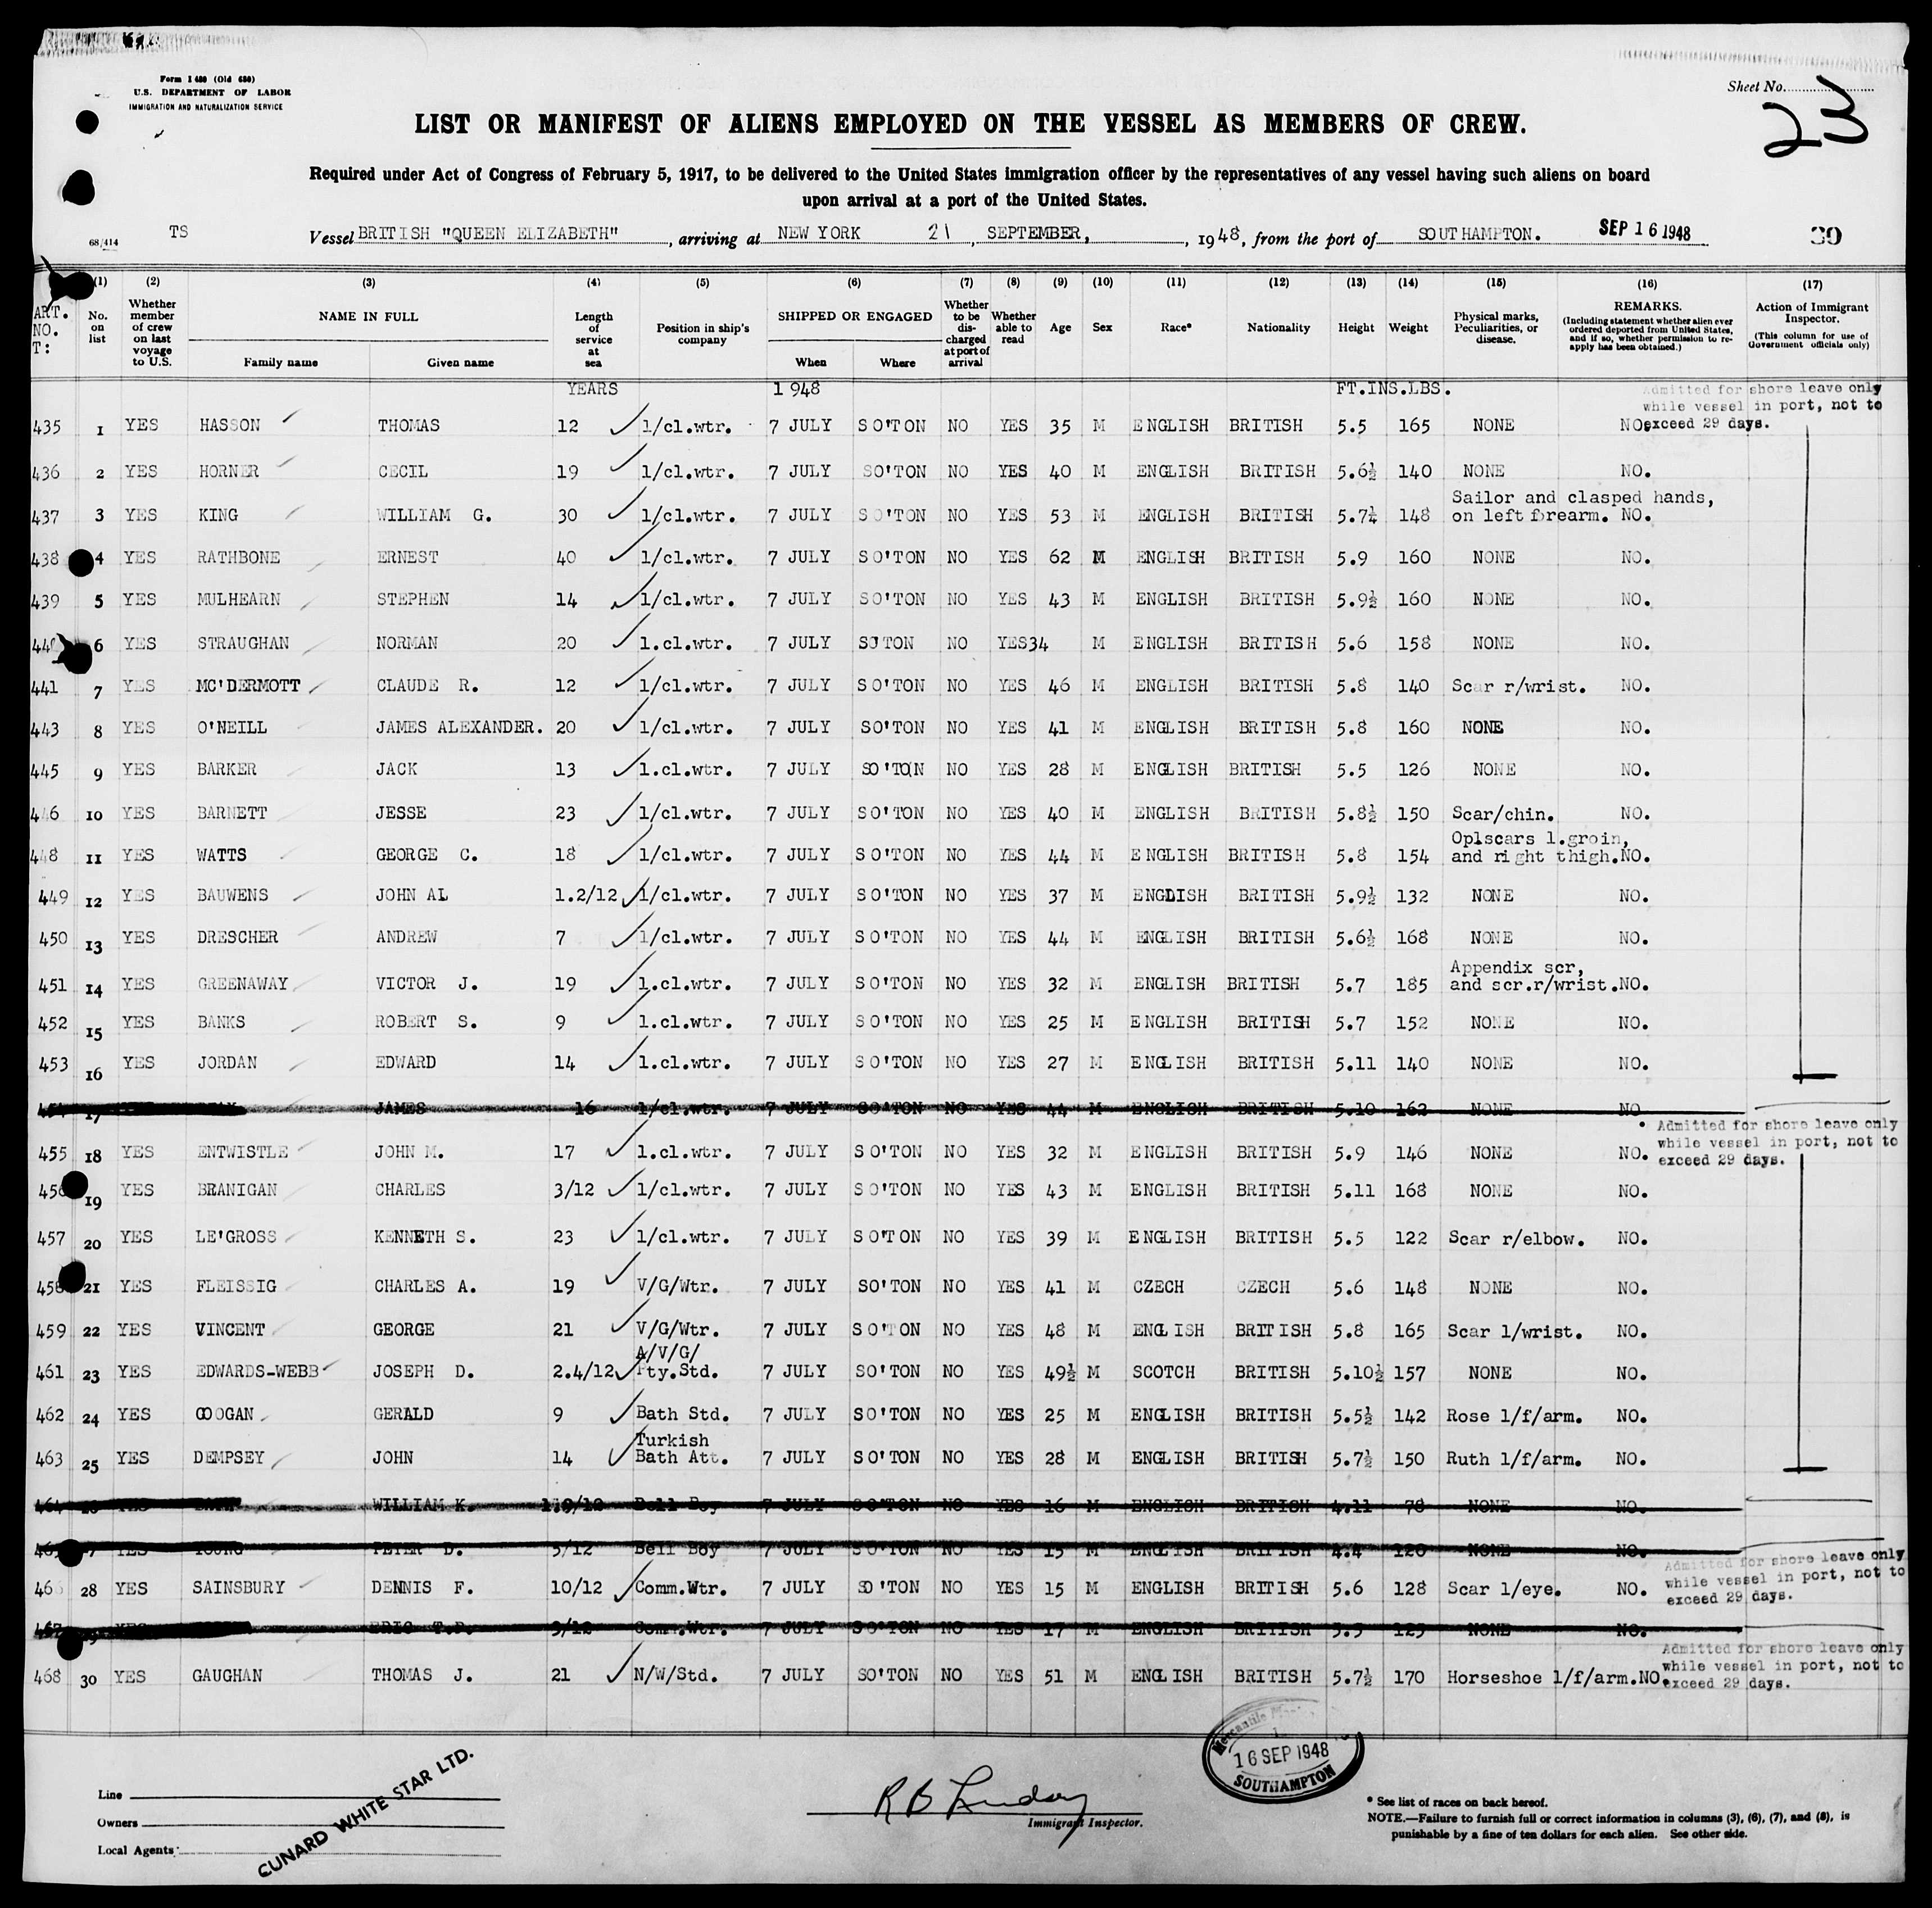 Form I 480 (Old 680)
U.S. DEPARTMENT OF LABOR
IMMIGRATION AND NATURALIZATION SERVICE
Sheet No.
23
LIST OR MANIFEST OF ALIENS EMPLOYED ON THE VESSEL AS MEMBERS OF CREW.
Required under Act of Congress of February 5, 1917, to be delivered to the United States immigration officer by the representatives of any vessel having such aliens on board
upon arrival at a port of the United States.
68/414 TS Vessel BRITISH "QUEEN ELIZABETH", arriving at NEW YORK 21, SEPTEMBER, , 1948, from the port of SOUTHAMPTON. SEP 16 1948 39
ART. NO. T: (1) No. on list (2) Whether member of crew on last voyage to U.S. (3) NAME IN FULL Family name Given name (4) Length of service at sea (5) Position in ship's company (6) SHIPPED OR ENGAGED When Where (7) Whether to be discharged at port of arrival (8) Whether able to read (9) Age (10) Sex (11) Race* (12) Nationality (13) Height (14) Weight (15) Physical marks, Peculiarities, or disease. (16) REMARKS. (Including statement whether alien ever ordered deported from United States, and if so, whether permission to reapply has been obtained.) (17) Action of Immigrant Inspector. (This column for use of Government officials only)
YEARS 1948 FT.INS.LBS.
Admitted for shore leave only while vessel in port, not to exceed 29 days.
435 1 YES HASSON THOMAS 12 1/cl.wtr. 7 JULY SO'TON NO YES 35 M ENGLISH BRITISH 5.5 165 NONE NO
436 2 YES HORNER CECIL 19 1/cl.wtr. 7 JULY SO'TON NO YES 40 M ENGLISH BRITISH 5.6½ 140 NONE NO.
437 3 YES KING WILLIAM G. 30 1/cl.wtr. 7 JULY SO'TON NO YES 53 M ENGLISH BRITISH 5.7¼ 148 Sailor and clasped hands, on left forearm. NO.
438 4 YES RATHBONE ERNEST 40 1/cl.wtr. 7 JULY SO'TON NO YES 62 M ENGLISH BRITISH 5.9 160 NONE NO.
439 5 YES MULHEARN STEPHEN 14 1/cl.wtr. 7 JULY SO'TON NO YES 43 M ENGLISH BRITISH 5.9½ 160 NONE NO.
440 6 YES STRAUGHAN NORMAN 20 1.cl.wtr. 7 JULY SO'TON NO YES 34 M ENGLISH BRITISH 5.6 158 NONE NO.
441 7 YES MC'DERMOTT CLAUDE R. 12 1/cl.wtr. 7 JULY SO'TON NO YES 46 M ENGLISH BRITISH 5.8 140 Scar r/wrist. NO.
443 8 YES O'NEILL JAMES ALEXANDER. 20 1/cl.wtr. 7 JULY SO'TON NO YES 41 M ENGLISH BRITISH 5.8 160 NONE NO.
445 9 YES BARKER JACK 13 1.cl.wtr. 7 JULY SO'TON NO YES 28 M ENGLISH BRITISH 5.5 126 NONE NO.
446 10 YES BARNETT JESSE 23 1/cl.wtr. 7 JULY SO'TON NO YES 40 M ENGLISH BRITISH 5.8½ 150 Scar/chin. NO.
448 11 YES WATTS GEORGE C. 18 1/cl.wtr. 7 JULY SO'TON NO YES 44 M ENGLISH BRITISH 5.8 154 Oplscars l.groin, and right thigh. NO.
449 12 YES BAUWENS JOHN AL 1.2/12 1/cl.wtr. 7 JULY SO'TON NO YES 37 M ENGLISH BRITISH 5.9½ 132 NONE NO.
450 13 YES DRESCHER ANDREW 7 1/cl.wtr. 7 JULY SO'TON NO YES 44 M ENGLISH BRITISH 5.6½ 168 NONE NO.
451 14 YES GREENAWAY VICTOR J. 19 1.cl.wtr. 7 JULY SO'TON NO YES 32 M ENGLISH BRITISH 5.7 185 Appendix scr, and scr.r/wrist. NO.
452 15 YES BANKS ROBERT S. 9 1.cl.wtr. 7 JULY SO'TON NO YES 25 M ENGLISH BRITISH 5.7 152 NONE NO.
453 16 YES JORDAN EDWARD 14 1.cl.wtr. 7 JULY SO'TON NO YES 27 M ENGLISH BRITISH 5.11 140 NONE NO.
17 JAMES 16 1/cl.wtr. 7 JULY SO'TON NO YES 44 M ENGLISH BRITISH 5.10 162 NONE NO
Admitted for shore leave only while vessel in port, not to exceed 29 days.
455 18 YES ENTWISTLE JOHN M. 17 1.cl.wtr. 7 JULY SO'TON NO YES 32 M ENGLISH BRITISH 5.9 146 NONE NO.
456 19 YES BRANIGAN CHARLES 3/12 1/cl.wtr. 7 JULY SO'TON NO YES 43 M ENGLISH BRITISH 5.11 168 NONE NO.
457 20 YES LE'GROSS KENNETH S. 23 1/cl.wtr. 7 JULY SO'TON NO YES 39 M ENGLISH BRITISH 5.5 122 Scar r/elbow. NO.
458 21 YES FLEISSIG CHARLES A. 19 V/G/Wtr. 7 JULY SO'TON NO YES 41 M CZECH CZECH 5.6 148 NONE NO.
459 22 YES VINCENT GEORGE 21 V/G/Wtr. 7 JULY SO'TON NO YES 48 M ENGLISH BRITISH 5.8 165 Scar l/wrist. NO.
461 23 YES EDWARDS-WEBB JOSEPH D. 2.4/12 A/V/G/ Pty.Std. 7 JULY SO'TON NO YES 49½ M SCOTCH BRITISH 5.10½ 157 NONE NO.
462 24 YES COOGAN GERALD 9 Bath Std. 7 JULY SO'TON NO YES 25 M ENGLISH BRITISH 5.5½ 142 Rose l/f/arm. NO.
463 25 YES DEMPSEY JOHN 14 Turkish Bath Att. 7 JULY SO'TON NO YES 28 M ENGLISH BRITISH 5.7½ 150 Ruth l/f/arm. NO.
464 YES WILLIAM K. Bell Boy 7 JULY SO'TON NO YES 16 M ENGLISH BRITISH 4.11 78 NONE NO.
YES YOUNG PETER D. 5/12 Bell Boy 7 JULY SO'TON NO YES 15 M ENGLISH BRITISH 4.4 120 NONE NO.
Admitted for shore leave only while vessel in port, not to exceed 29 days.
466 28 YES SAINSBURY DENNIS F. 10/12 Comm.Wtr. 7 JULY SO'TON NO YES 15 M ENGLISH BRITISH 5.6 128 Scar l/eye. NO.
467 YES ERIC T.P. Comm.Wtr. 7 JULY SO'TON NO YES 17 M ENGLISH BRITISH NONE NO.
Admitted for shore leave only while vessel in port, not to exceed 29 days.
468 30 YES GAUGHAN THOMAS J. 21 N/W/Std. 7 JULY SO'TON NO YES 51 M ENGLISH BRITISH 5.7½ 170 Horseshoe l/f/arm. NO.
Mercantile
16 SEP 1948
SOUTHAMPTON
Line
Owners
Local Agents
CUNARD WHITE STAR LTD.
R B Lindsay
Immigrant Inspector.
* See list of races on back hereof.
NOTE.—Failure to furnish full or correct information in columns (3), (6), (7), and (8), is
punishable by a fine of ten dollars for each alien. See other side.